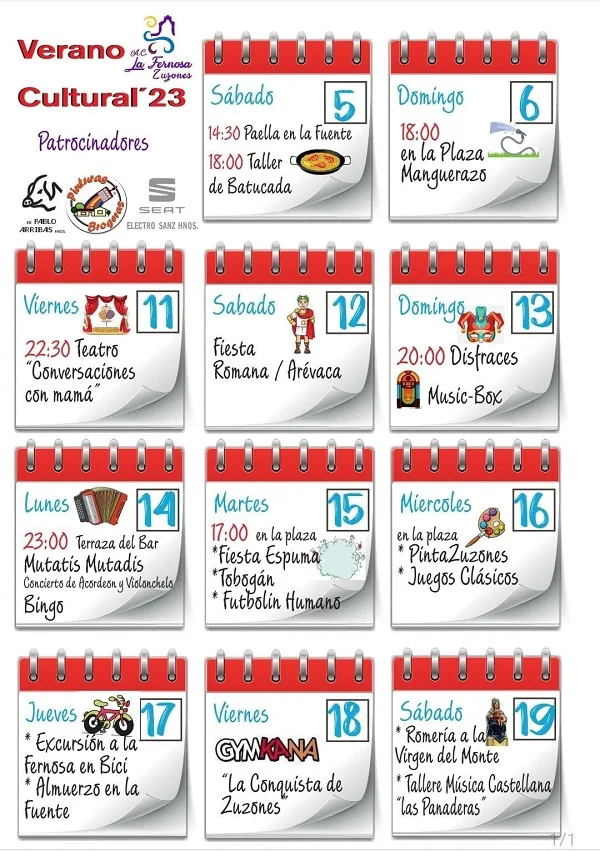 Verano
Cultural´23
A.C.
La Fernosa
Zuzones
Patrocinadores
DE PABLO
ARRIBAS HNOS.
Pinturas
Brogeras
SEAT
ELECTRO SANZ HNOS.
Sábado 5
14:30 Paella en la Fuente
18:00 Taller
de Batucada
Domingo 6
18:00
en la Plaza
Manguerazo
Viernes 11
22:30 Teatro
“Conversaciones
con mamá”
Sabado 12
Fiesta
Romana / Arévaca
Domingo 13
20:00 Disfraces
Music-Box
Lunes 14
23:00 Terraza del Bar
Mutatis Mutadis
Concierto de Acordeon y Violonchelo
Bingo
Martes 15
17:00 en la plaza
*Fiesta Espuma
*Tobogán
* Futbolin Humano
Miercoles 16
en la plaza
* PintaZuzones
* Juegos Clásicos
Jueves 17
* Excursión a la
Fernosa en Bici
* Almuerzo en la
Fuente
Viernes 18
GYMKANA
“La Conquista de
Zuzones”
Sábado 19
* Romería a la
Virgen del Monte
* Tallere Música Castellana
“las Panaderas”
1/1